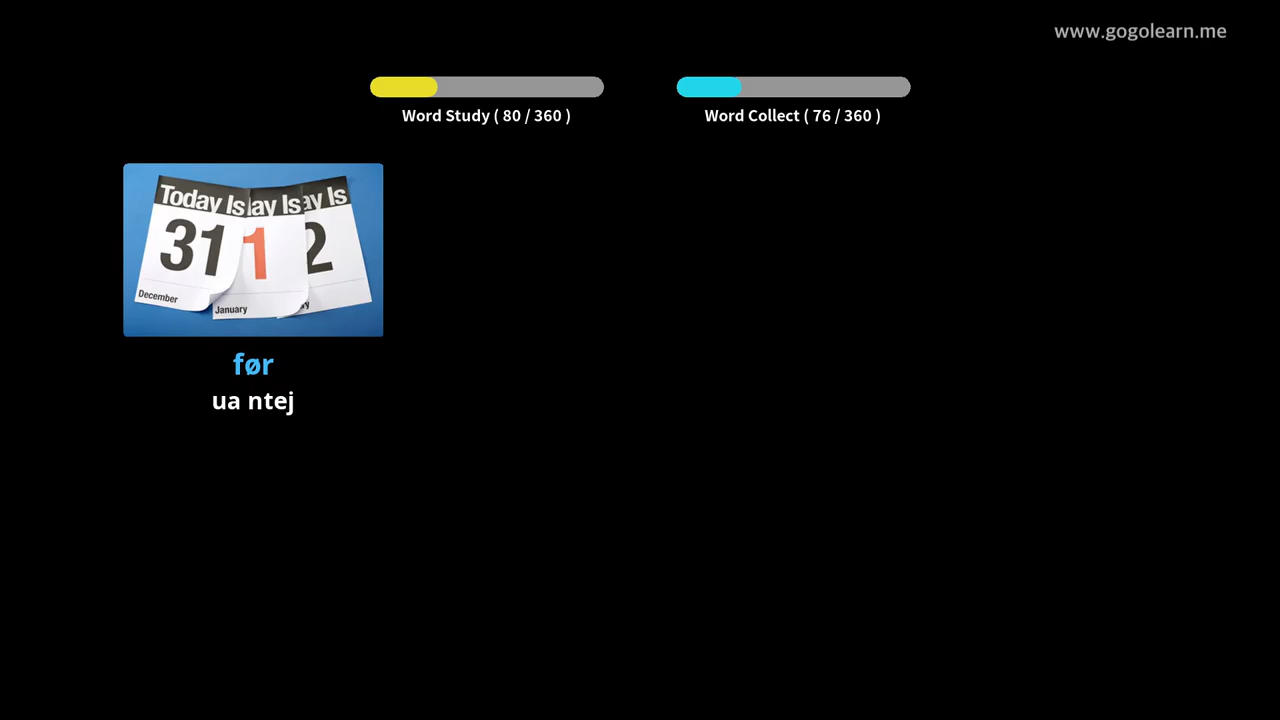 www.gogolearn.me
Word Study ( 80 / 360 )
Word Collect ( 76 / 360 )
Today Is
ay Is
ay Is
31
1
2
December
January
ry
før
ua ntej